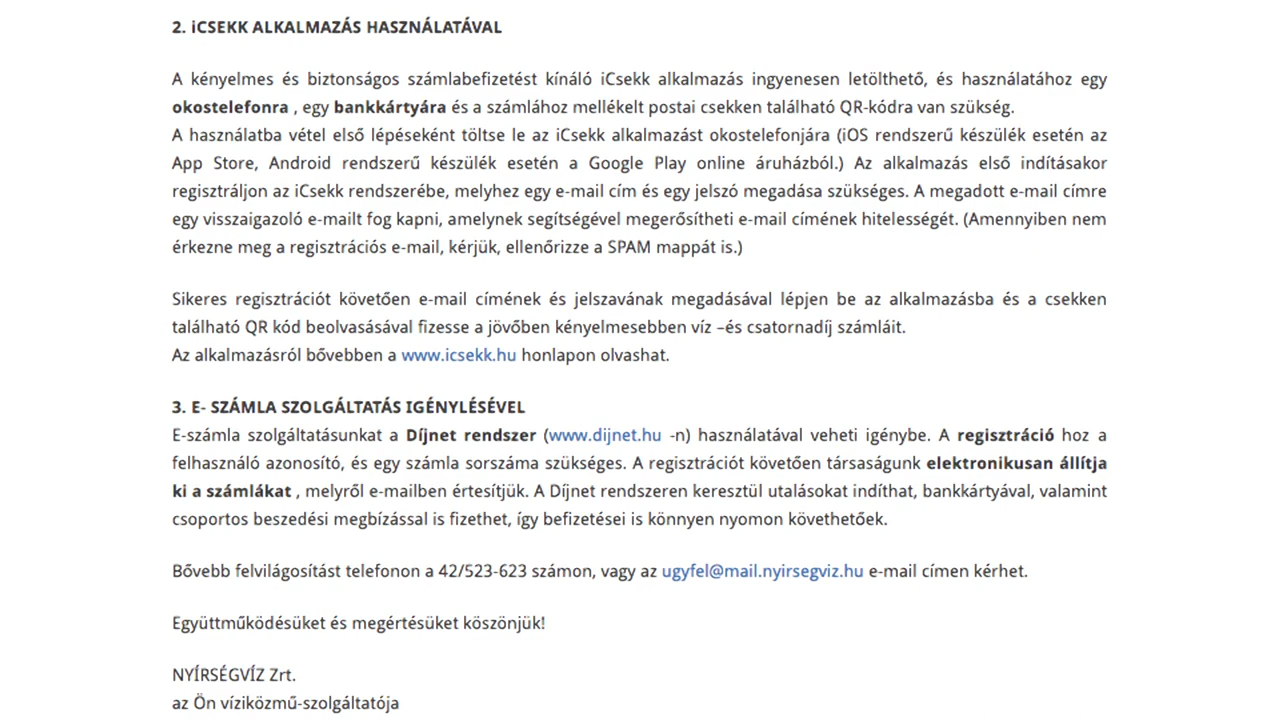 2. iCSEKK ALKALMAZÁS HASZNÁLATÁVAL
A kényelmes és biztonságos számlabefizetést kínáló iCsekk alkalmazás ingyenesen letölthető, és használatához egy
okostelefonra , egy bankkártyára és a számlához mellékelt postai csekken található QR-kódra van szükség.
A használatba vétel első lépéseként töltse le az iCsekk alkalmazást okostelefonjára (iOS rendszerű készülék esetén az
App Store, Android rendszerű készülék esetén a Google Play online áruházból.) Az alkalmazás első indításakor
regisztráljon az iCsekk rendszerébe, melyhez egy e-mail cím és egy jelszó megadása szükséges. A megadott e-mail címre
egy visszaigazoló e-mailt fog kapni, amelynek segítségével megerősítheti e-mail címének hitelességét. (Amennyiben nem
érkezne meg a regisztrációs e-mail, kérjük, ellenőrizze a SPAM mappát is.)
Sikeres regisztrációt követően e-mail címének és jelszavának megadásával lépjen be az alkalmazásba és a csekken
található QR kód beolvasásával fizesse a jövőben kényelmesebben víz –és csatornadíj számláit.
Az alkalmazásról bővebben a www.icsekk.hu honlapon olvashat.
3. E- SZÁMLA SZOLGÁLTATÁS IGÉNYLÉSÉVEL
E-számla szolgáltatásunkat a Díjnet rendszer (www.dijnet.hu -n) használatával veheti igénybe. A regisztráció hoz a
felhasználó azonosító, és egy számla sorszáma szükséges. A regisztrációt követően társaságunk elektronikusan állítja
ki a számlákat , melyről e-mailben értesítjük. A Díjnet rendszeren keresztül utalásokat indíthat, bankkártyával, valamint
csoportos beszedési megbízással is fizethet, így befizetései is könnyen nyomon követhetőek.
Bővebb felvilágosítást telefonon a 42/523-623 számon, vagy az ugyfel@mail.nyirsegviz.hu e-mail címen kérhet.
Együttműködésüket és megértésüket köszönjük!
NYÍRSÉGVÍZ Zrt.
az Ön víziközmű-szolgáltatója